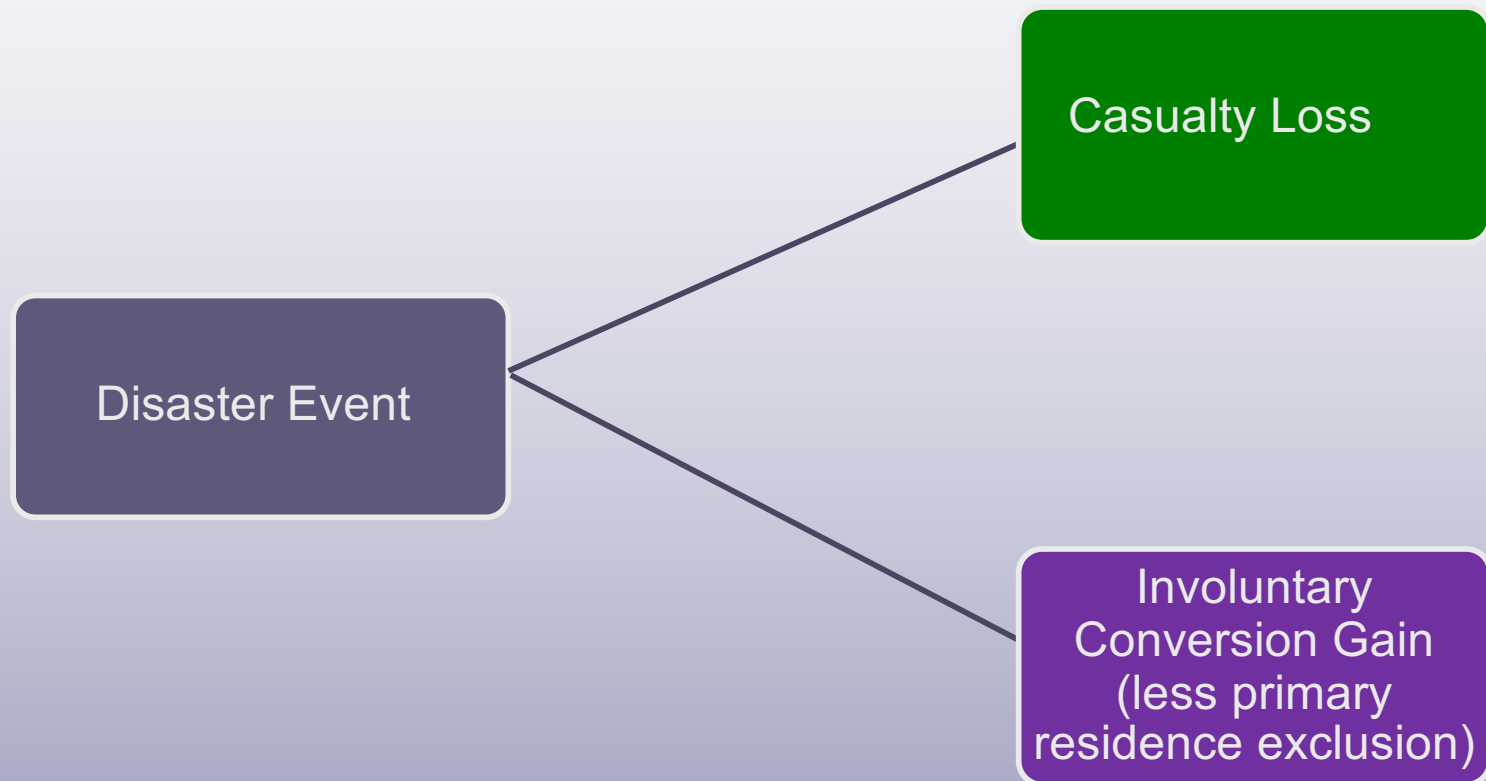 Casualty Loss
Disaster Event
Involuntary
Conversion Gain
(less primary
residence exclusion)